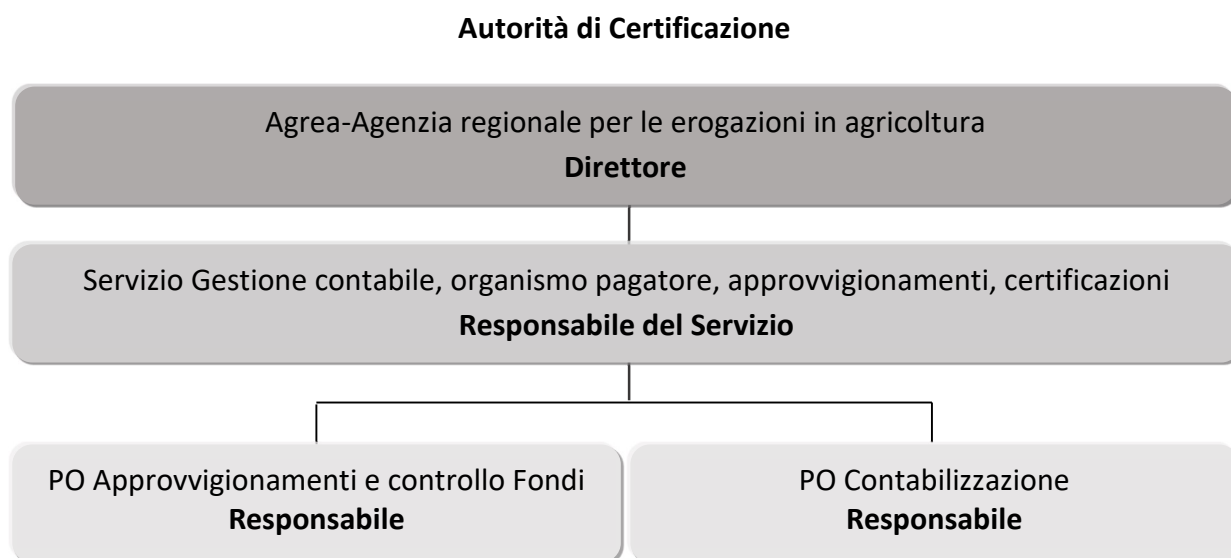 Autorità di Certificazione
Agrea-Agenzia regionale per le erogazioni in agricoltura
Direttore
Servizio Gestione contabile, organismo pagatore, approvvigionamenti, certificazioni
Responsabile del Servizio
PO Approvvigionamenti e controllo Fondi
Responsabile
PO Contabilizzazione
Responsabile